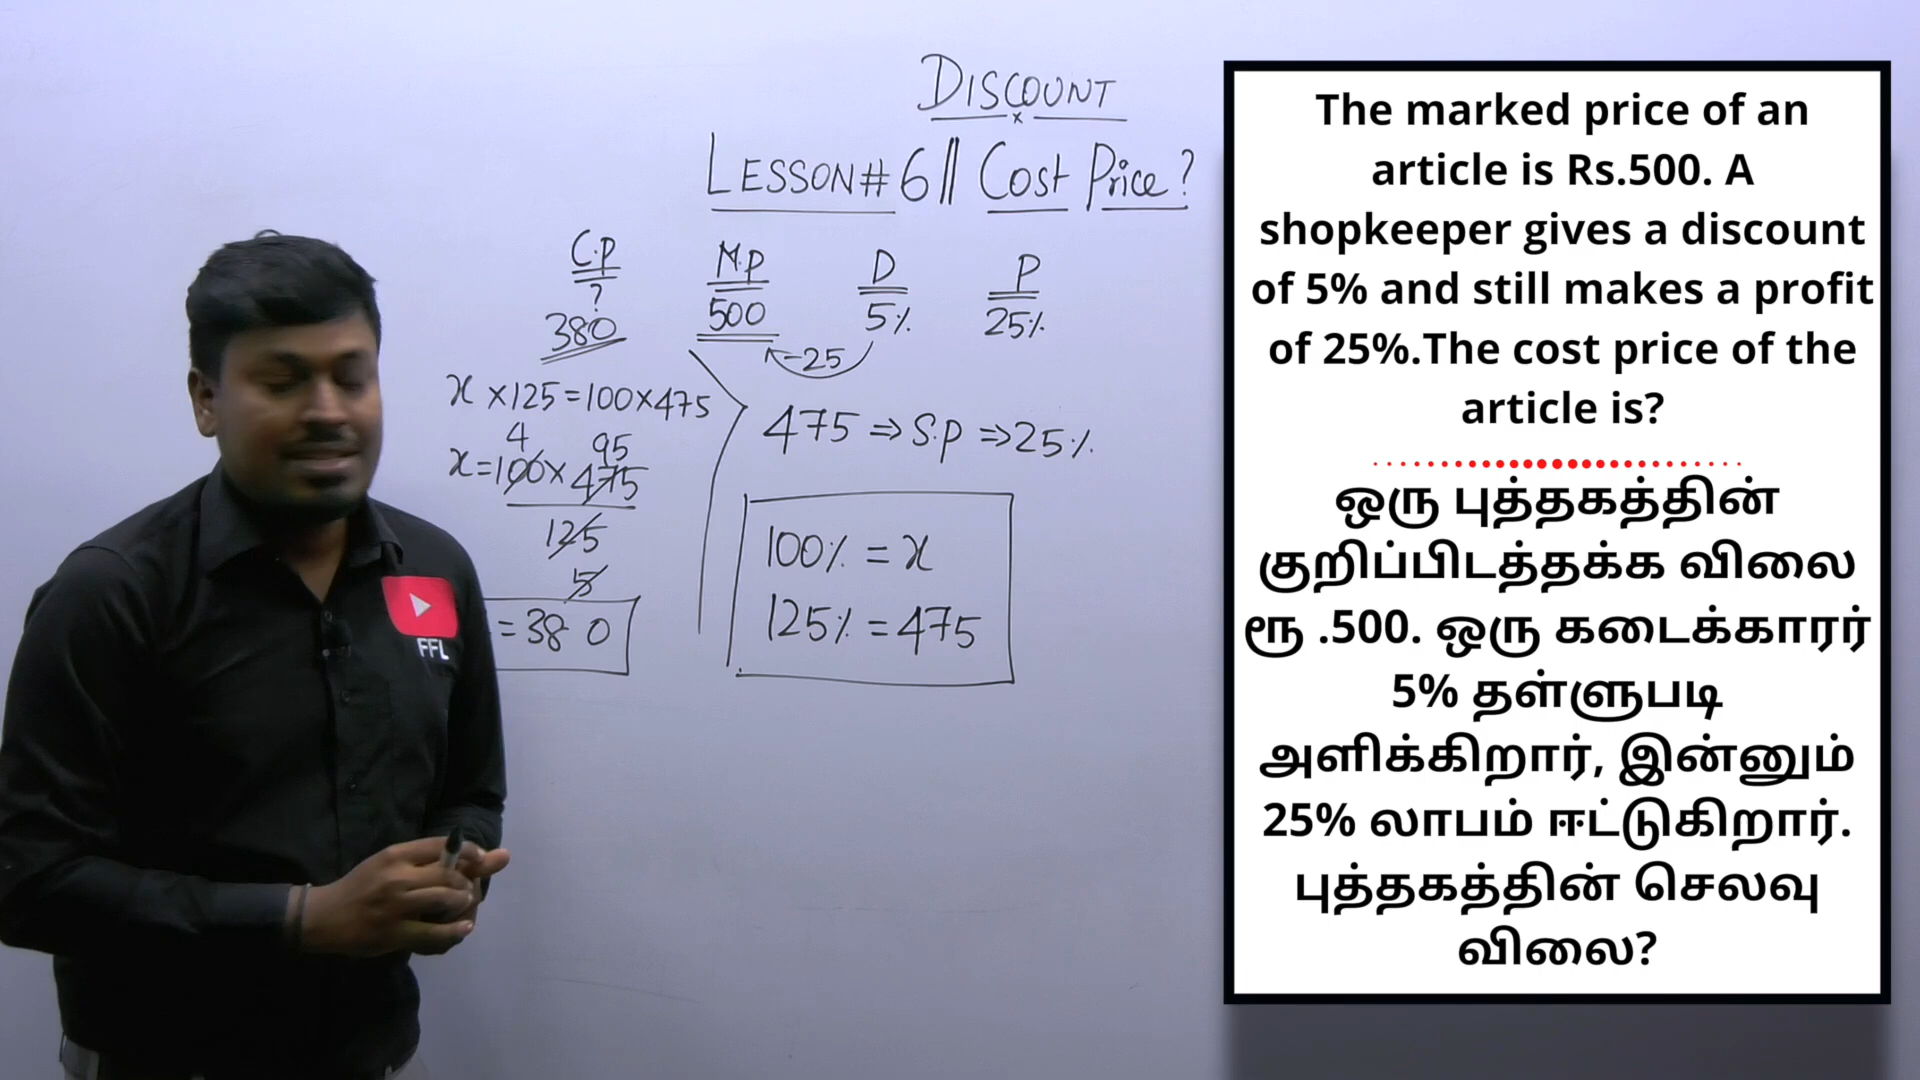 DISCOUNT
x
LESSON# 6 || Cost Price?
C.P M.P D P
?
380 500 5% 25%
-25
x ×125=100×475
475 ⇒ S.P ⇒ 25%
4 95
x=100×475
125
5
=380
100% = x
125% = 475
FFL
The marked price of an
article is Rs.500. A
shopkeeper gives a discount
of 5% and still makes a profit
of 25%.The cost price of the
article is?
ஒரு புத்தகத்தின்
குறிப்பிடத்தக்க விலை
ரூ .500. ஒரு கடைக்காரர்
5% தள்ளுபடி
அளிக்கிறார், இன்னும்
25% லாபம் ஈட்டுகிறார்.
புத்தகத்தின் செலவு
விலை?